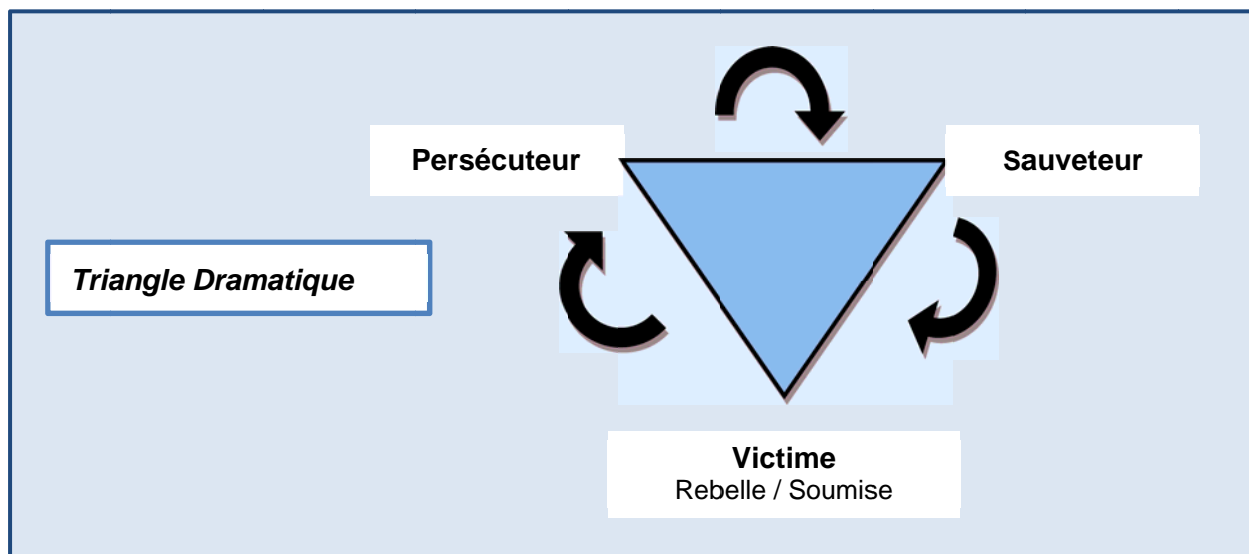 Persécuteur
Sauveteur
Triangle Dramatique
Victime
Rebelle / Soumise